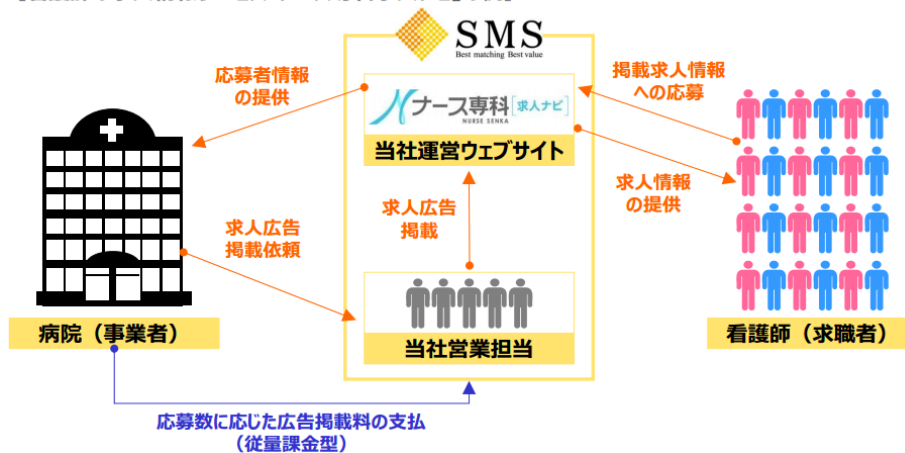 SMS
Best matching Best value
応募者情報
の提供
掲載求人情報
への応募
ナース専科[求人ナビ]
NURSE SENKA
当社運営ウェブサイト
求人広告
掲載
求人情報
の提供
求人広告
掲載依頼
病院（事業者）
当社営業担当
看護師（求職者）
応募数に応じた広告掲載料の支払
（従量課金型）